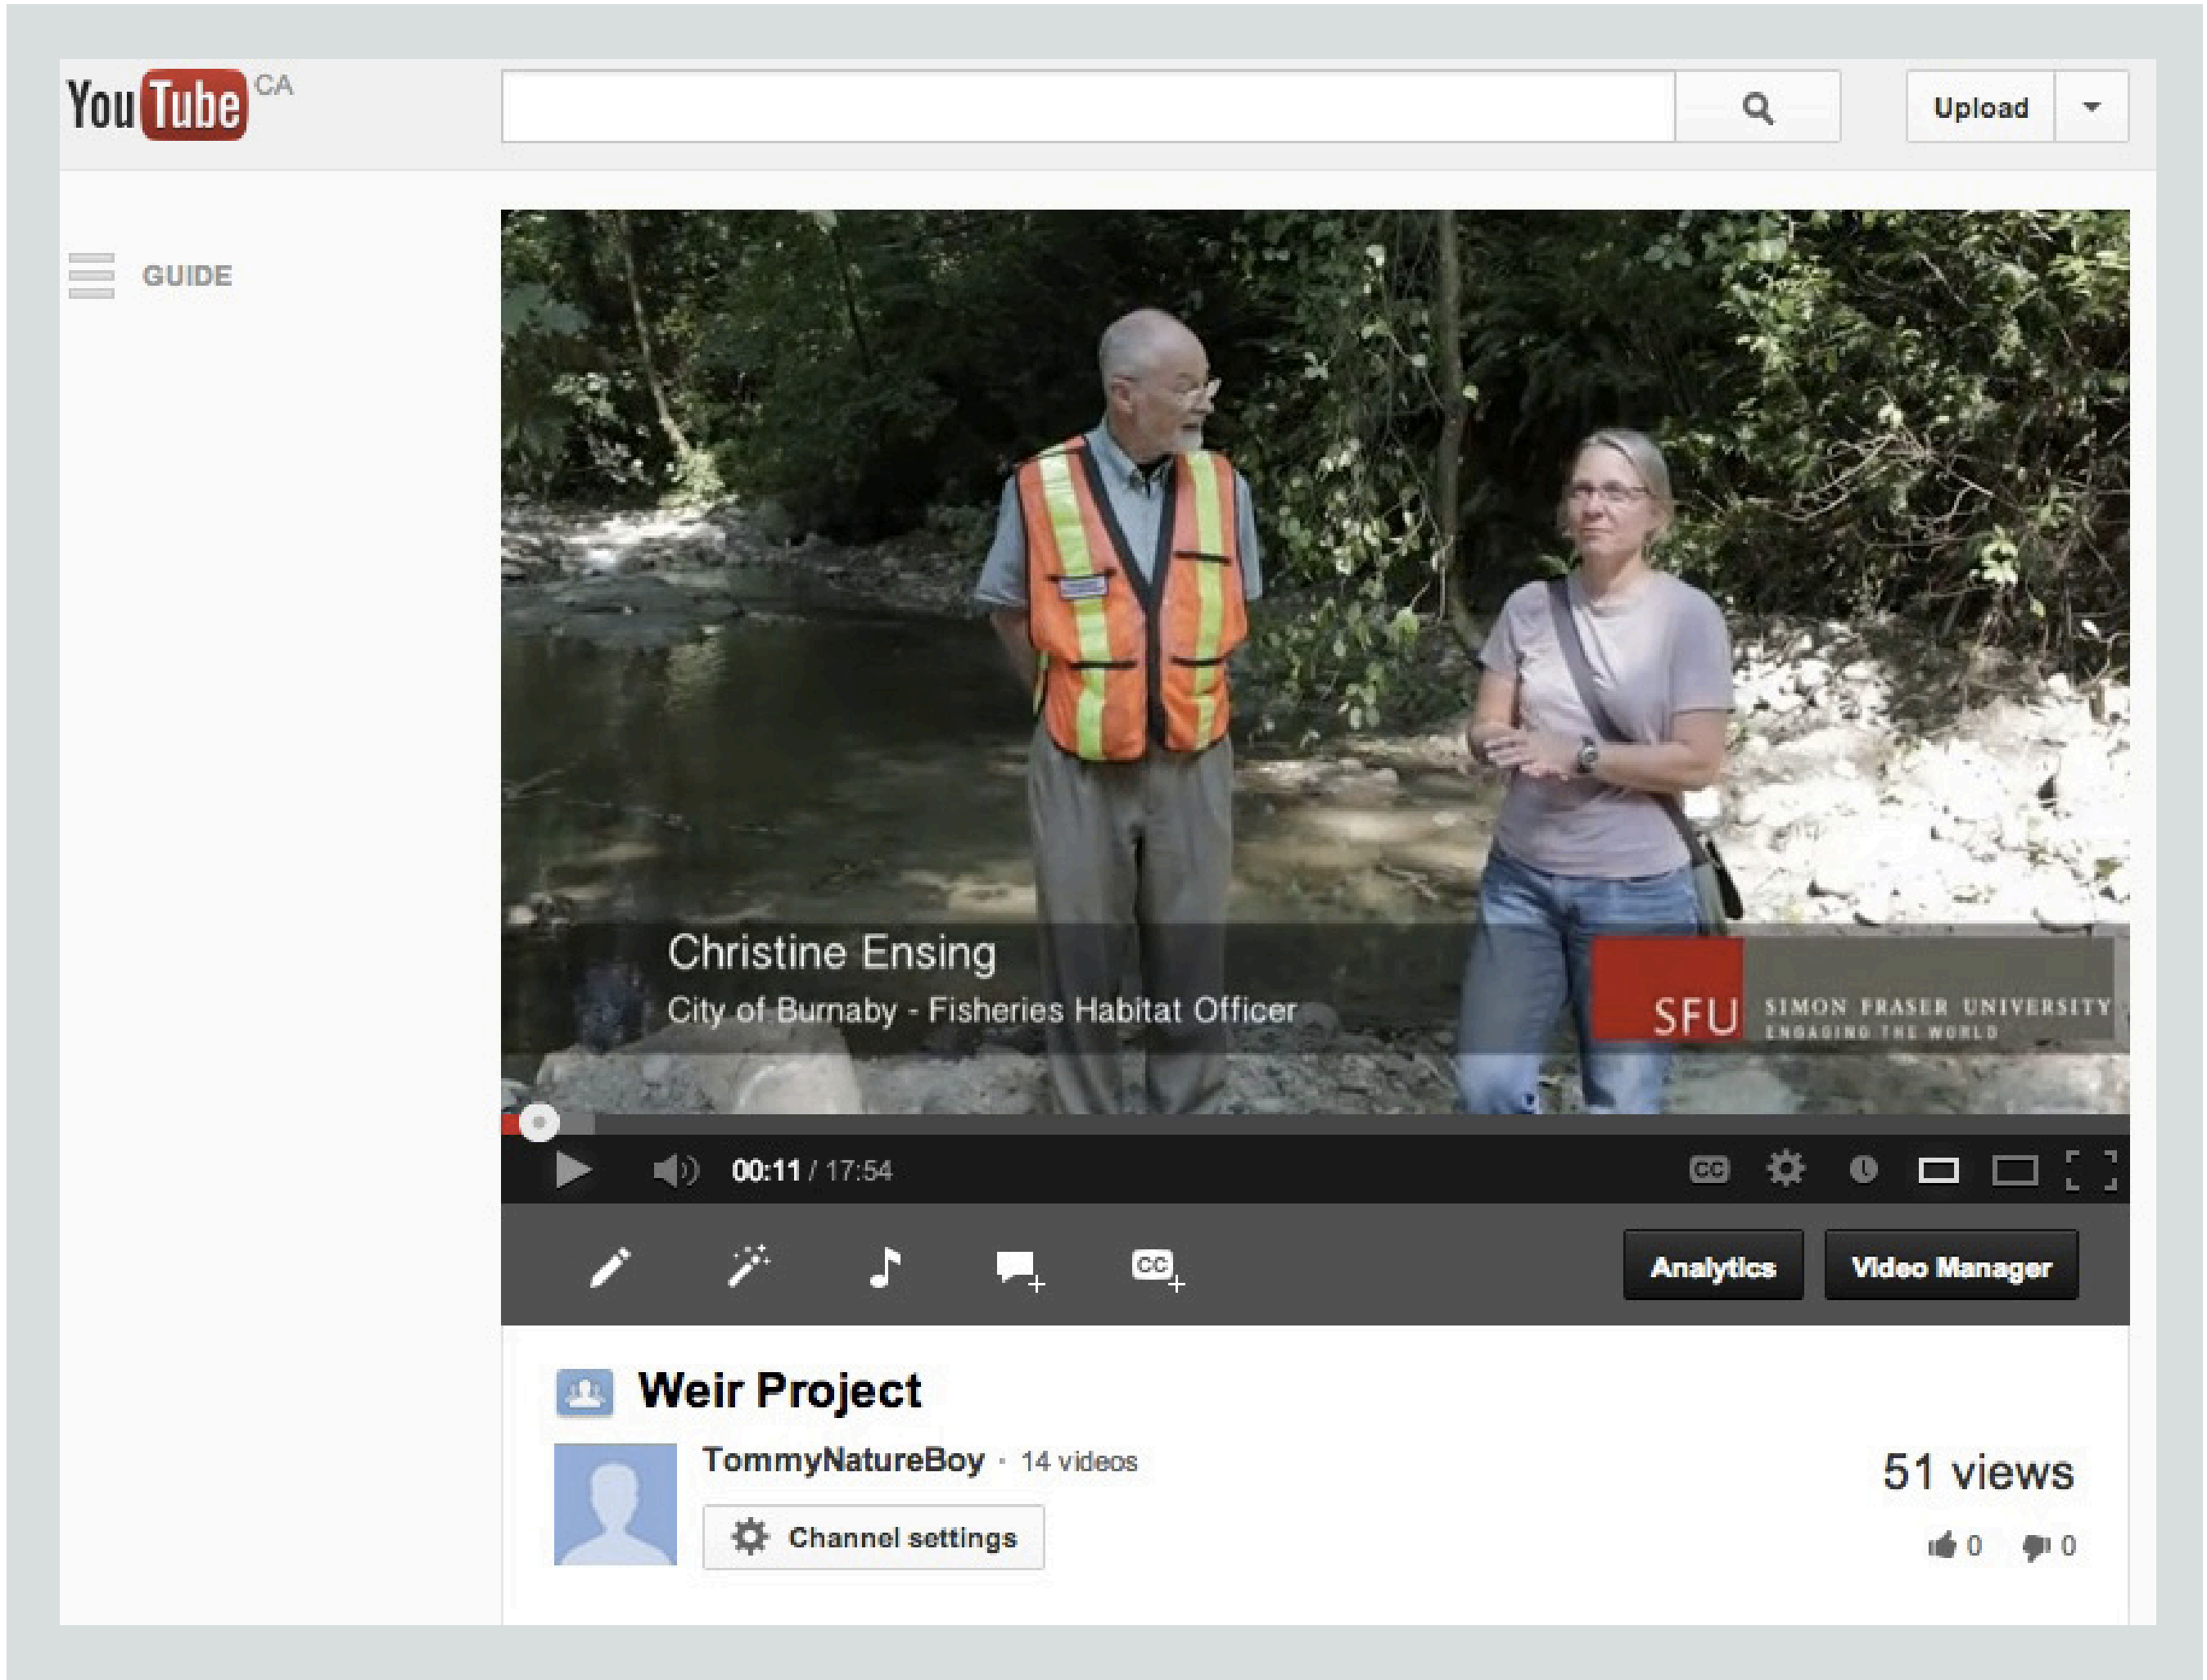 YouTube CA
Upload
GUIDE
Christine Ensing
City of Burnaby - Fisheries Habitat Officer
SFU
SIMON FRASER UNIVERSITY
ENGAGING THE WORLD
00:11 / 17:54
CC
CC
Analytics
Video Manager
Weir Project
TommyNatureBoy · 14 videos
51 views
Channel settings
0 0